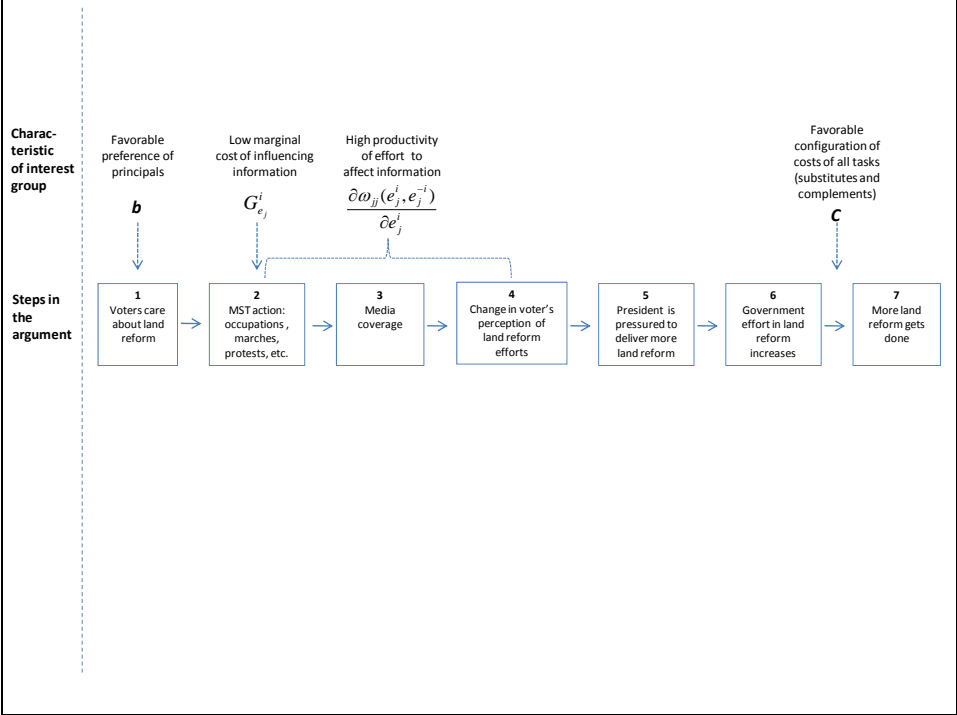 Charac-
teristic
of interest
group
Favorable
preference of
principals
b
Low marginal
cost of influencing
information
G^i_{e_j}
High productivity
of effort to
affect information
∂ω_{jj}(e^i_j, e^{-i}_j)
∂e^i_j
Favorable
configuration of
costs of all tasks
(substitutes and
complements)
C
Steps in
the
argument
1
Voters care
about land
reform
2
MST action:
occupations ,
marches,
protests, etc.
3
Media
coverage
4
Change in voter's
perception of
land reform
efforts
5
President is
pressured to
deliver more
land reform
6
Government
effort in land
reform
increases
7
More land
reform gets
done